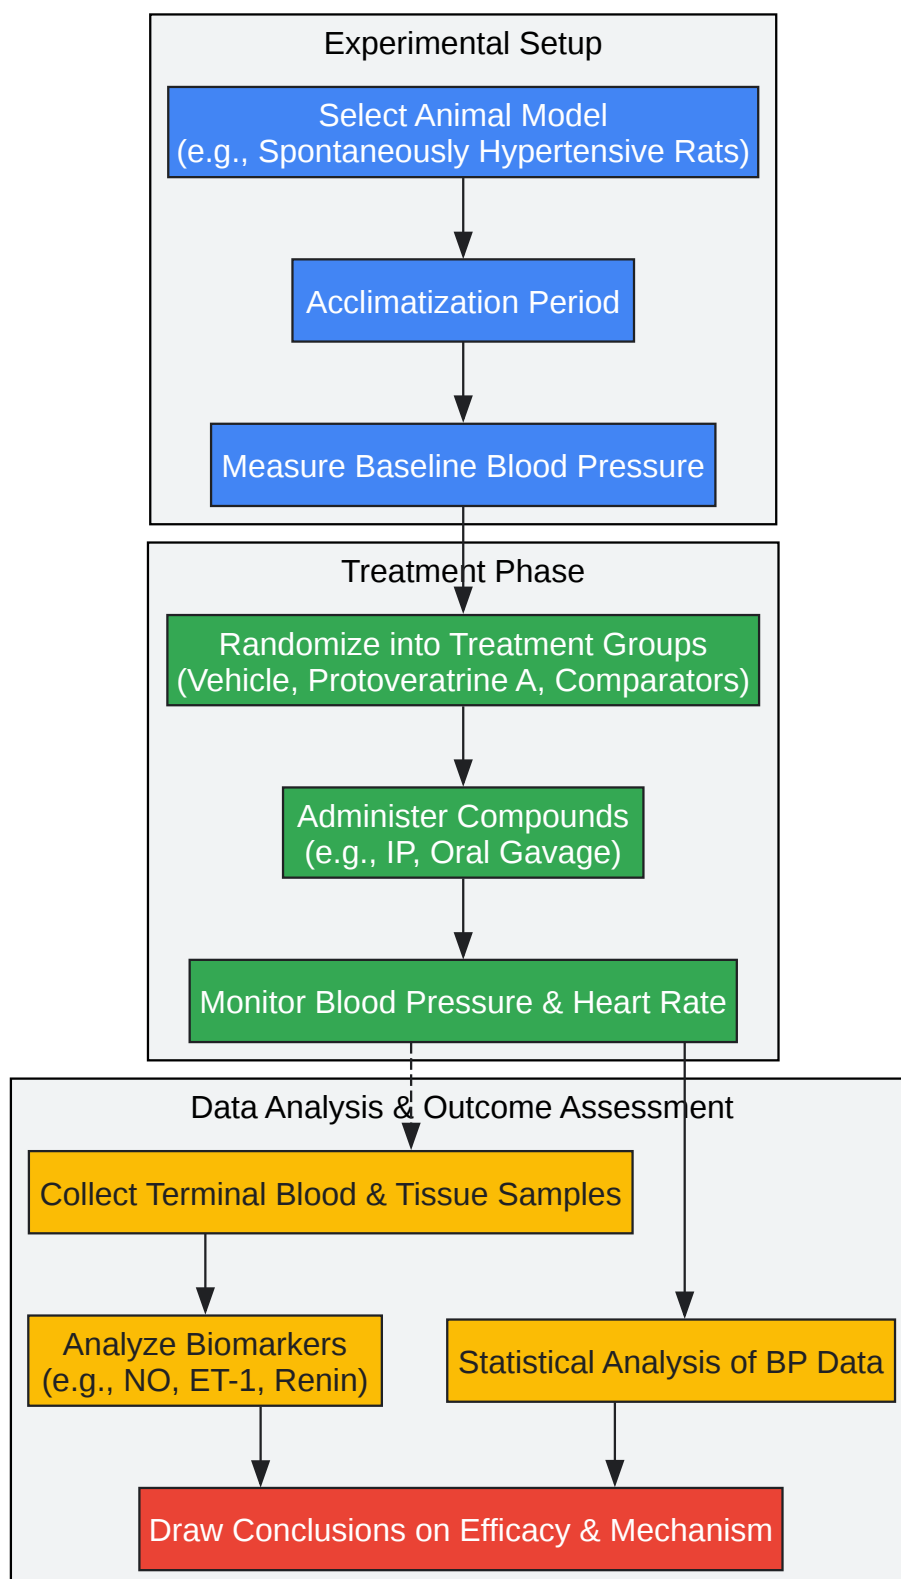 Experimental Setup
Select Animal Model
(e.g., Spontaneously Hypertensive Rats)
Acclimatization Period
Measure Baseline Blood Pressure
Treatment Phase
Randomize into Treatment Groups
(Vehicle, Protoveratrine A, Comparators)
Administer Compounds
(e.g., IP, Oral Gavage)
Monitor Blood Pressure & Heart Rate
Data Analysis & Outcome Assessment
Collect Terminal Blood & Tissue Samples
Analyze Biomarkers
(e.g., NO, ET-1, Renin)
Statistical Analysis of BP Data
Draw Conclusions on Efficacy & Mechanism